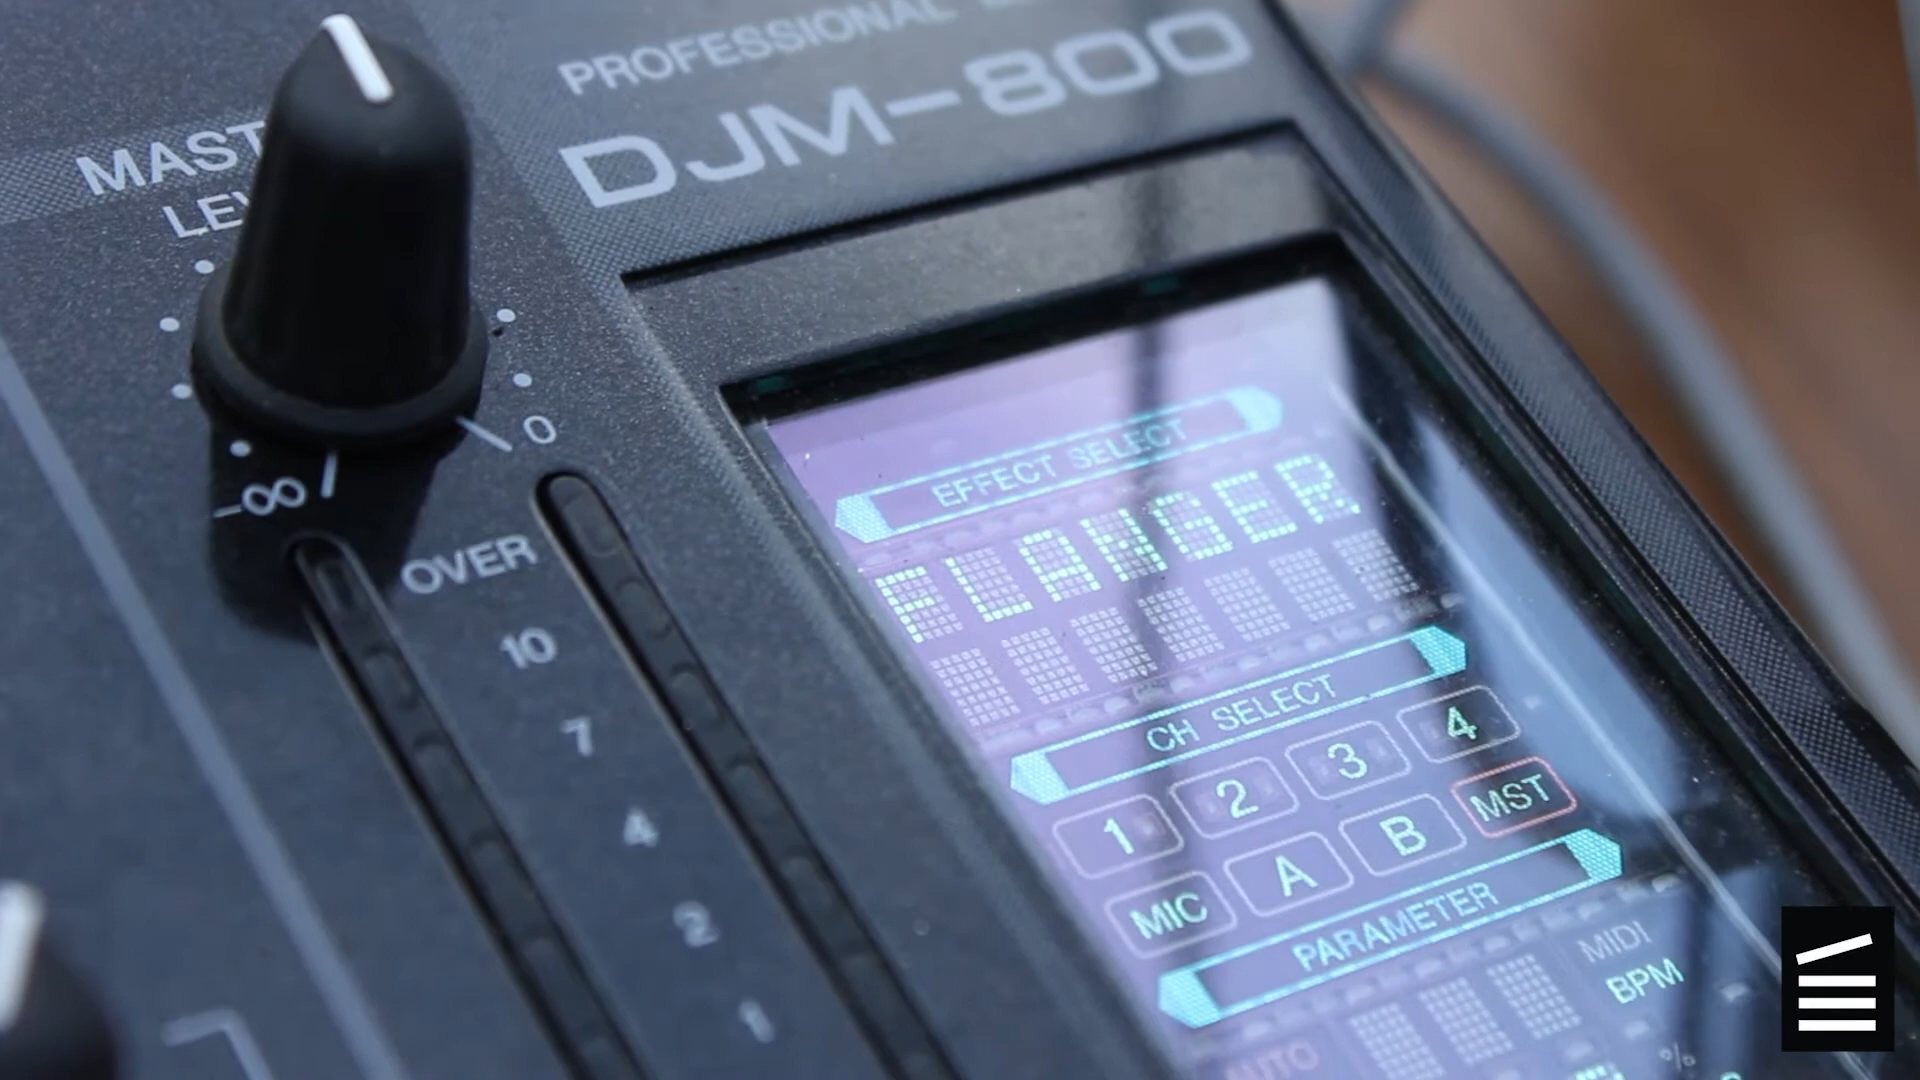 PROFESSIONAL
DJM-800
MAST
LEV
0
-∞
OVER
10
7
4
2
1
EFFECT SELECT
FLANGER
CH SELECT
1 2 3 4
MIC A B MST
PARAMETER
MIDI
BPM
AUTO
%